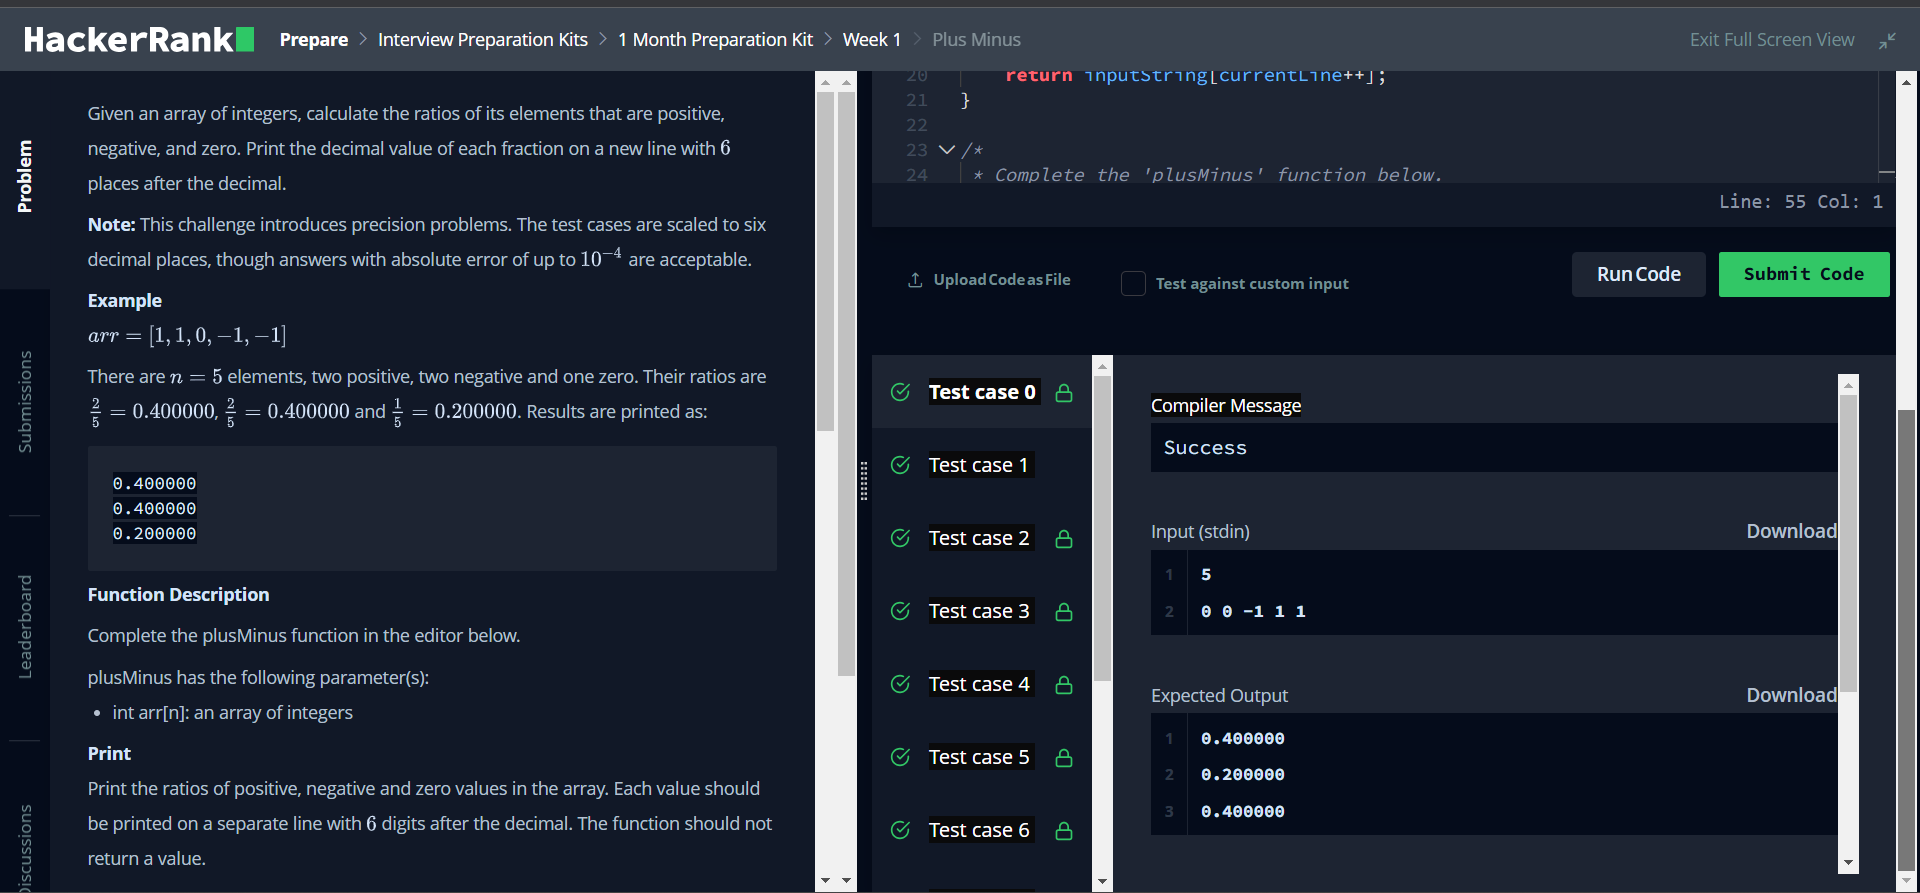 HackerRank
Prepare > Interview Preparation Kits > 1 Month Preparation Kit > Week 1 > Plus Minus
Exit Full Screen View
Problem
Submissions
Leaderboard
Discussions
Given an array of integers, calculate the ratios of its elements that are positive,
negative, and zero. Print the decimal value of each fraction on a new line with 6
places after the decimal.
Note: This challenge introduces precision problems. The test cases are scaled to six
decimal places, though answers with absolute error of up to 10⁻⁴ are acceptable.
Example
arr = [1, 1, 0, −1, −1]
There are n = 5 elements, two positive, two negative and one zero. Their ratios are
2/5 = 0.400000, 2/5 = 0.400000 and 1/5 = 0.200000. Results are printed as:
0.400000
0.400000
0.200000
Function Description
Complete the plusMinus function in the editor below.
plusMinus has the following parameter(s):
• int arr[n]: an array of integers
Print
Print the ratios of positive, negative and zero values in the array. Each value should
be printed on a separate line with 6 digits after the decimal. The function should not
return a value.
20 return inputString[currentLine++];
21 }
22
23 /*
24 * Complete the 'plusMinus' function below.
Line: 55 Col: 1
Upload Code as File
Test against custom input
Run Code
Submit Code
Test case 0
Test case 1
Test case 2
Test case 3
Test case 4
Test case 5
Test case 6
Compiler Message
Success
Input (stdin)
Download
1 5
2 0 0 -1 1 1
Expected Output
Download
1 0.400000
2 0.200000
3 0.400000